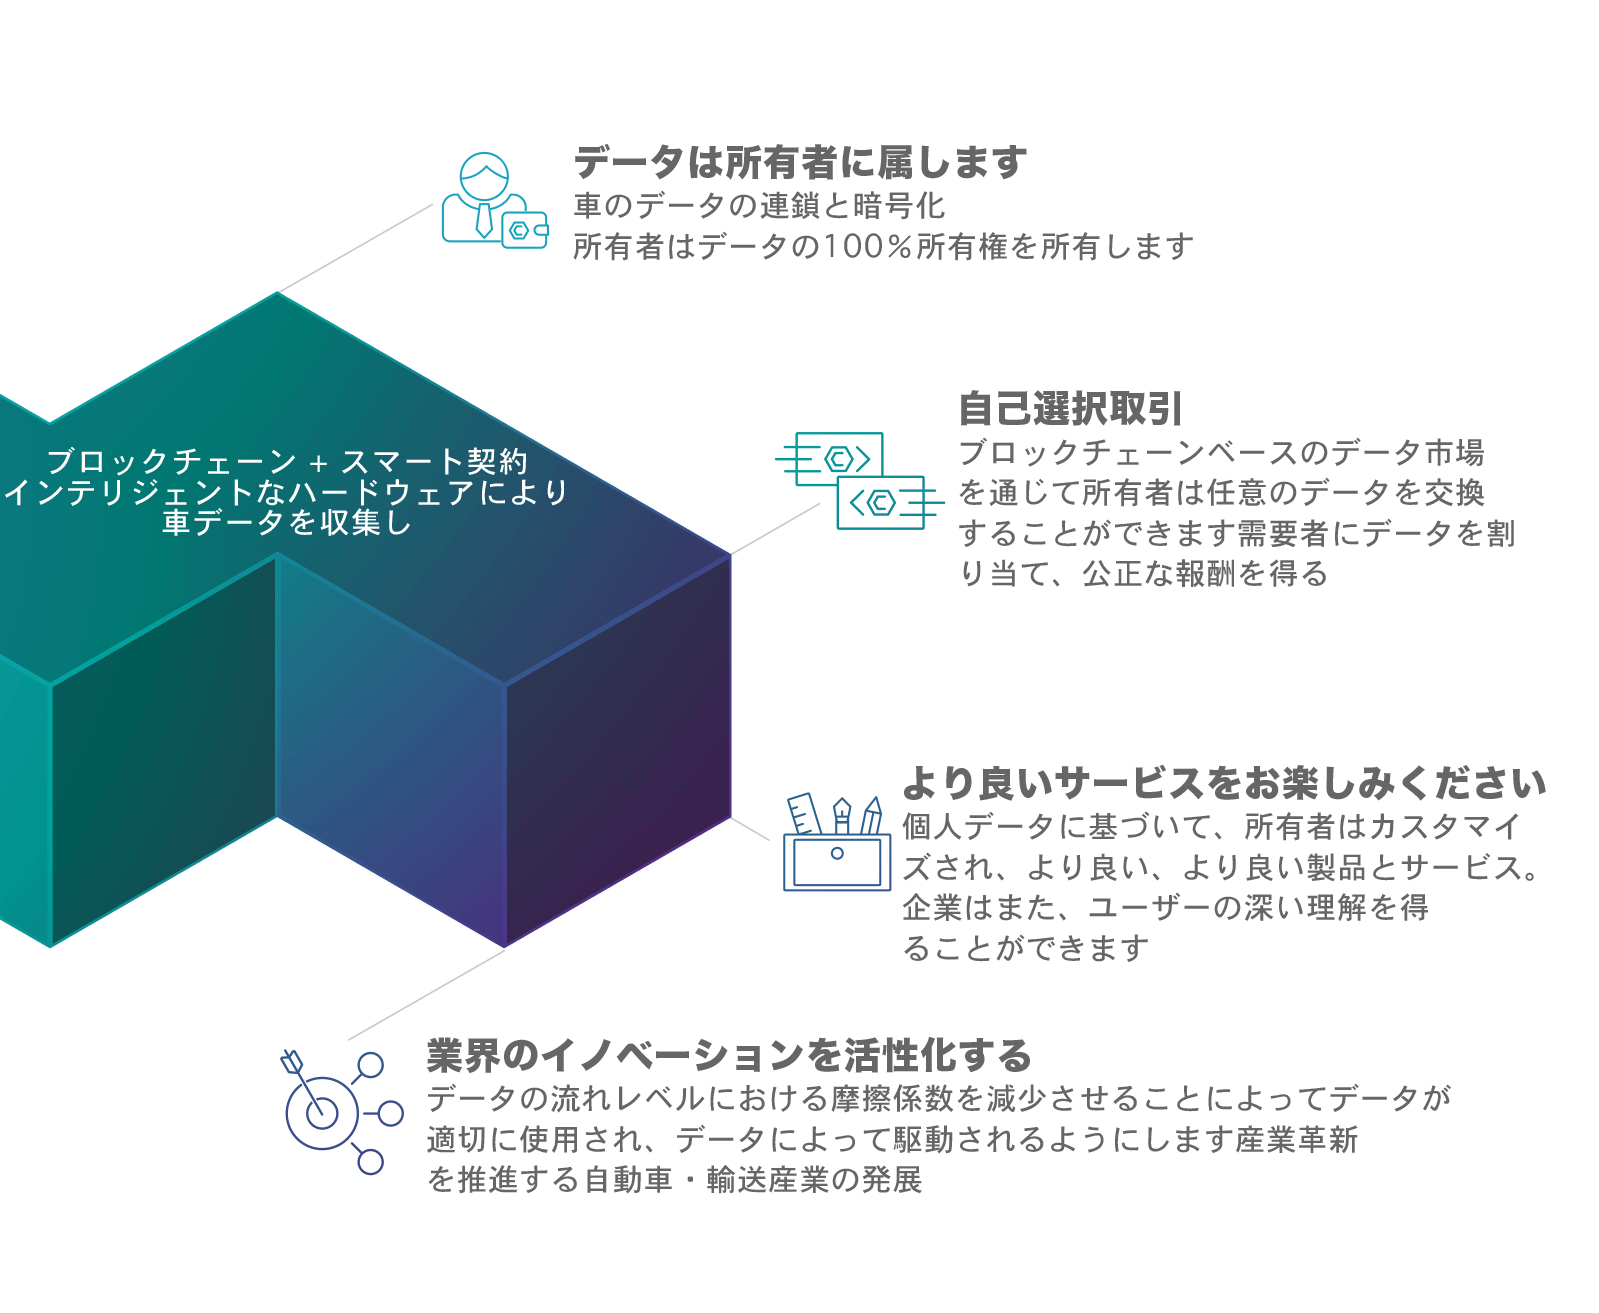 データは所有者に属します
車のデータの連鎖と暗号化
所有者はデータの100％所有権を所有します
ブロックチェーン + スマート契約
インテリジェントなハードウェアにより
車データを収集し
自己選択取引
ブロックチェーンベースのデータ市場
を通じて所有者は任意のデータを交換
することができます需要者にデータを割
り当て、公正な報酬を得る
より良いサービスをお楽しみください
個人データに基づいて、所有者はカスタマイ
ズされ、より良い、より良い製品とサービス。
企業はまた、ユーザーの深い理解を得
ることができます
業界のイノベーションを活性化する
データの流れレベルにおける摩擦係数を減少させることによってデータが
適切に使用され、データによって駆動されるようにします産業革新
を推進する自動車・輸送産業の発展